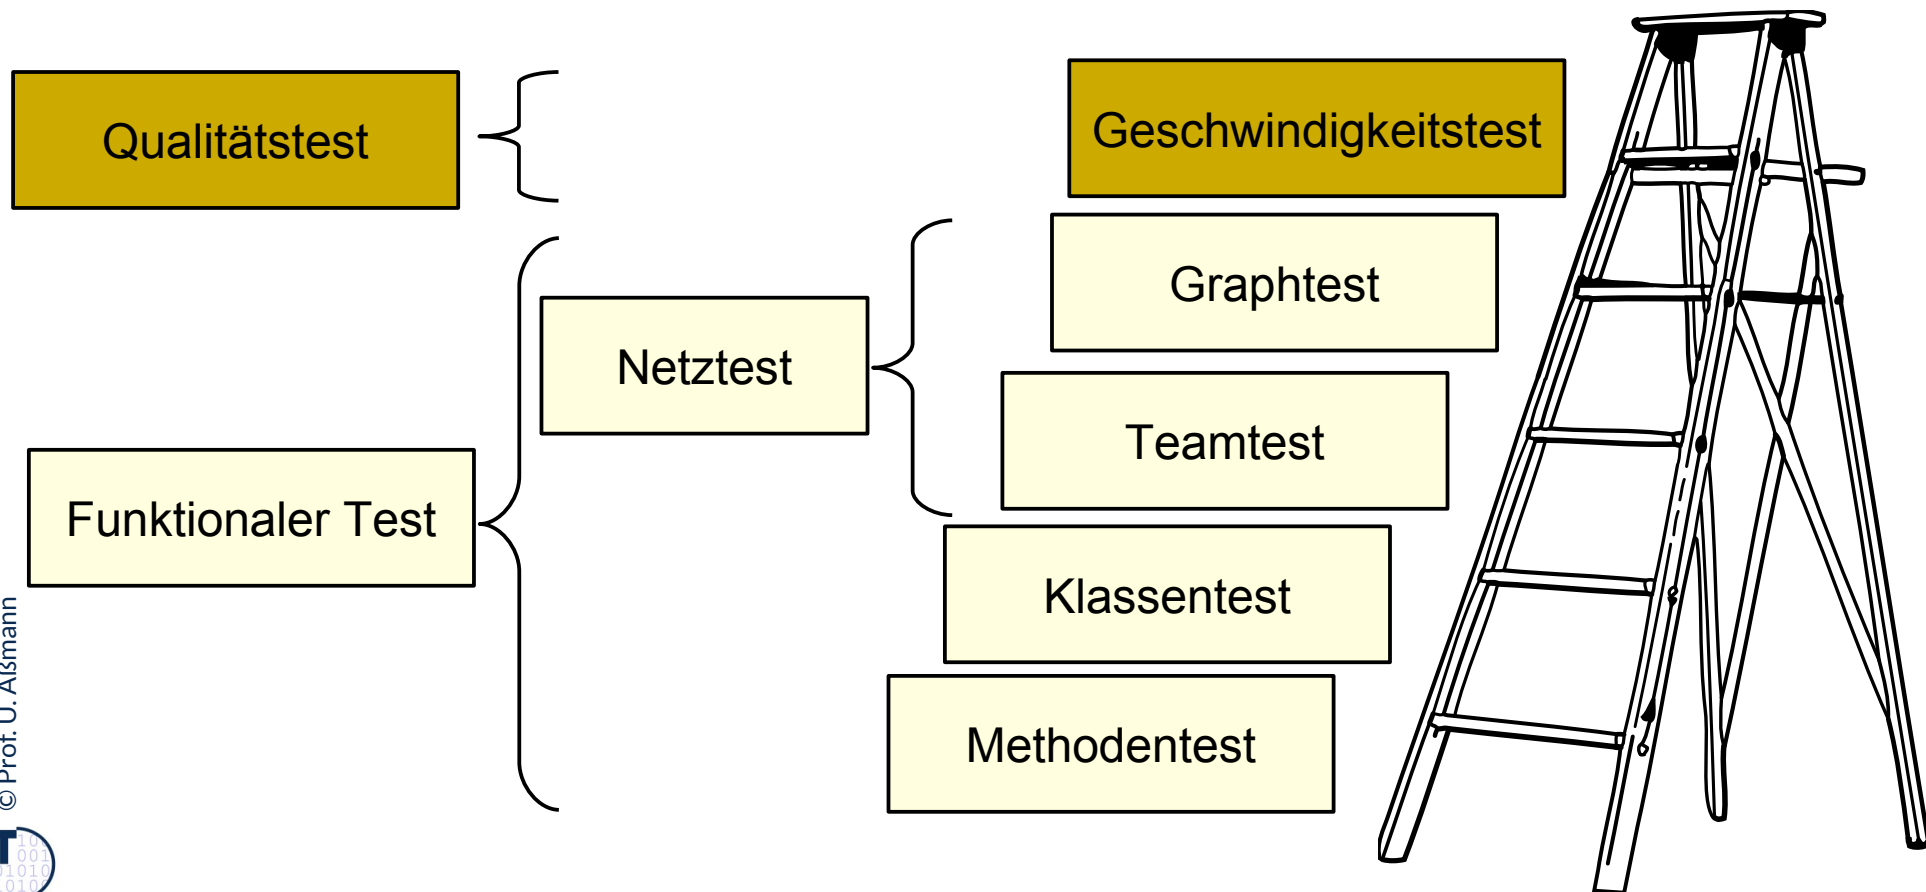 Qualitätstest
Geschwindigkeitstest
Graphtest
Netztest
Teamtest
Funktionaler Test
Klassentest
Methodentest
© Prof. U. Aßmann